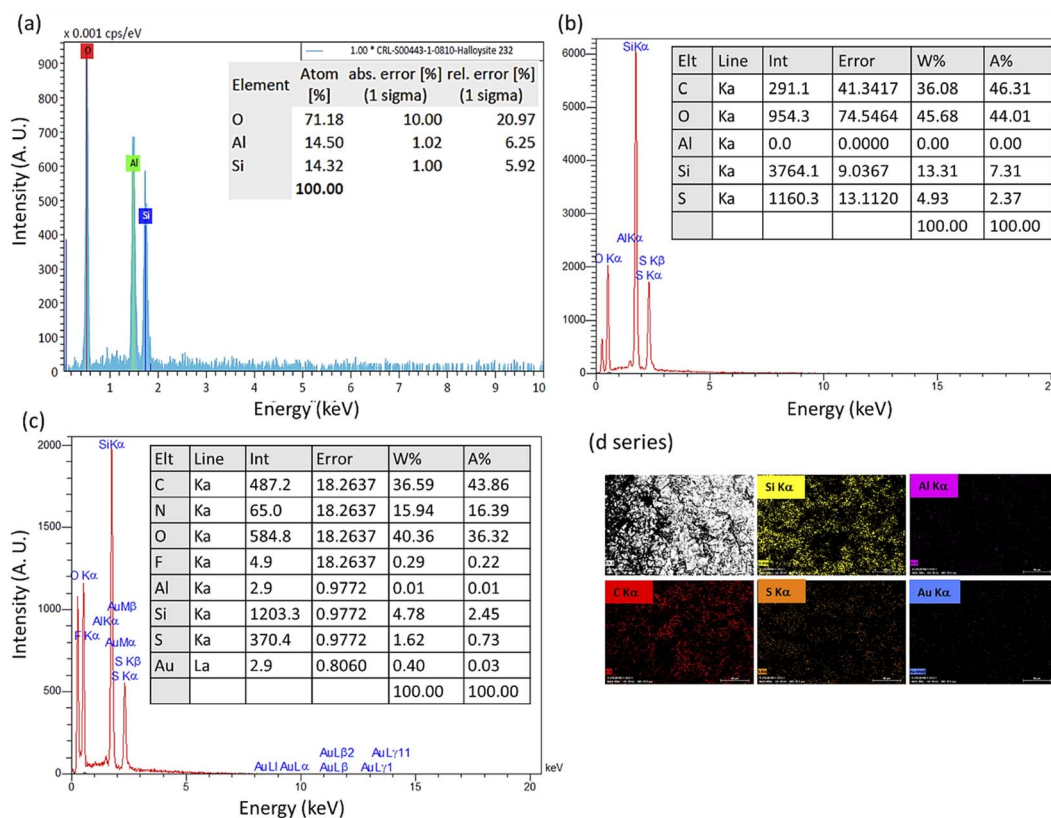 (a)
x 0.001 cps/eV
1.00 * CRL-S00443-1-0810-Halloysite 232
Element Atom [%] abs. error [%] (1 sigma) rel. error [%] (1 sigma)
O 71.18 10.00 20.97
Al 14.50 1.02 6.25
Si 14.32 1.00 5.92
100.00
O
Al
Si
Intensity (A. U.)
900
800
700
600
500
400
300
200
100
0
0 1 2 3 4 5 6 7 8 9 10
Energy (keV)
(b)
Intensity (A. U.)
6000
5000
4000
3000
2000
1000
0
SiKα
AlKα
O Kα
S Kβ
S Kα
Elt Line Int Error W% A%
C Ka 291.1 41.3417 36.08 46.31
O Ka 954.3 74.5464 45.68 44.01
Al Ka 0.0 0.0000 0.00 0.00
Si Ka 3764.1 9.0367 13.31 7.31
S Ka 1160.3 13.1120 4.93 2.37
100.00 100.00
0 5 10 15
Energy (keV)
(c)
Intensity (A. U.)
2000
1500
1000
500
0
SiKα
O Kα
AuMβ
AlKα
F Kα
AuMα
S Kβ
S Kα
Elt Line Int Error W% A%
C Ka 487.2 18.2637 36.59 43.86
N Ka 65.0 18.2637 15.94 16.39
O Ka 584.8 18.2637 40.36 36.32
F Ka 4.9 18.2637 0.29 0.22
Al Ka 2.9 0.9772 0.01 0.01
Si Ka 1203.3 0.9772 4.78 2.45
S Ka 370.4 0.9772 1.62 0.73
Au La 2.9 0.8060 0.40 0.03
100.00 100.00
AuLβ2 AuLγ11
AuLl AuLα AuLβ AuLγ1
keV
0 5 10 15 20
Energy (keV)
(d series)
Si Kα
Al Kα
C Kα
S Kα
Au Kα